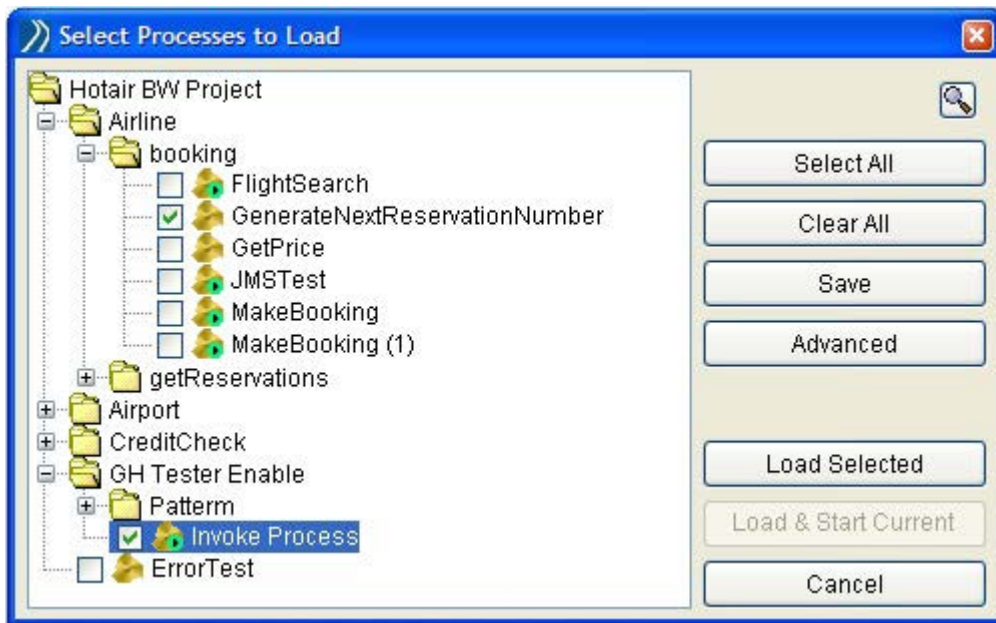 Select Processes to Load
Hotair BW Project
Airline
booking
FlightSearch
GenerateNextReservationNumber
GetPrice
JMSTest
MakeBooking
MakeBooking (1)
getReservations
Airport
CreditCheck
GH Tester Enable
Patterm
Invoke Process
ErrorTest
Select All
Clear All
Save
Advanced
Load Selected
Load & Start Current
Cancel